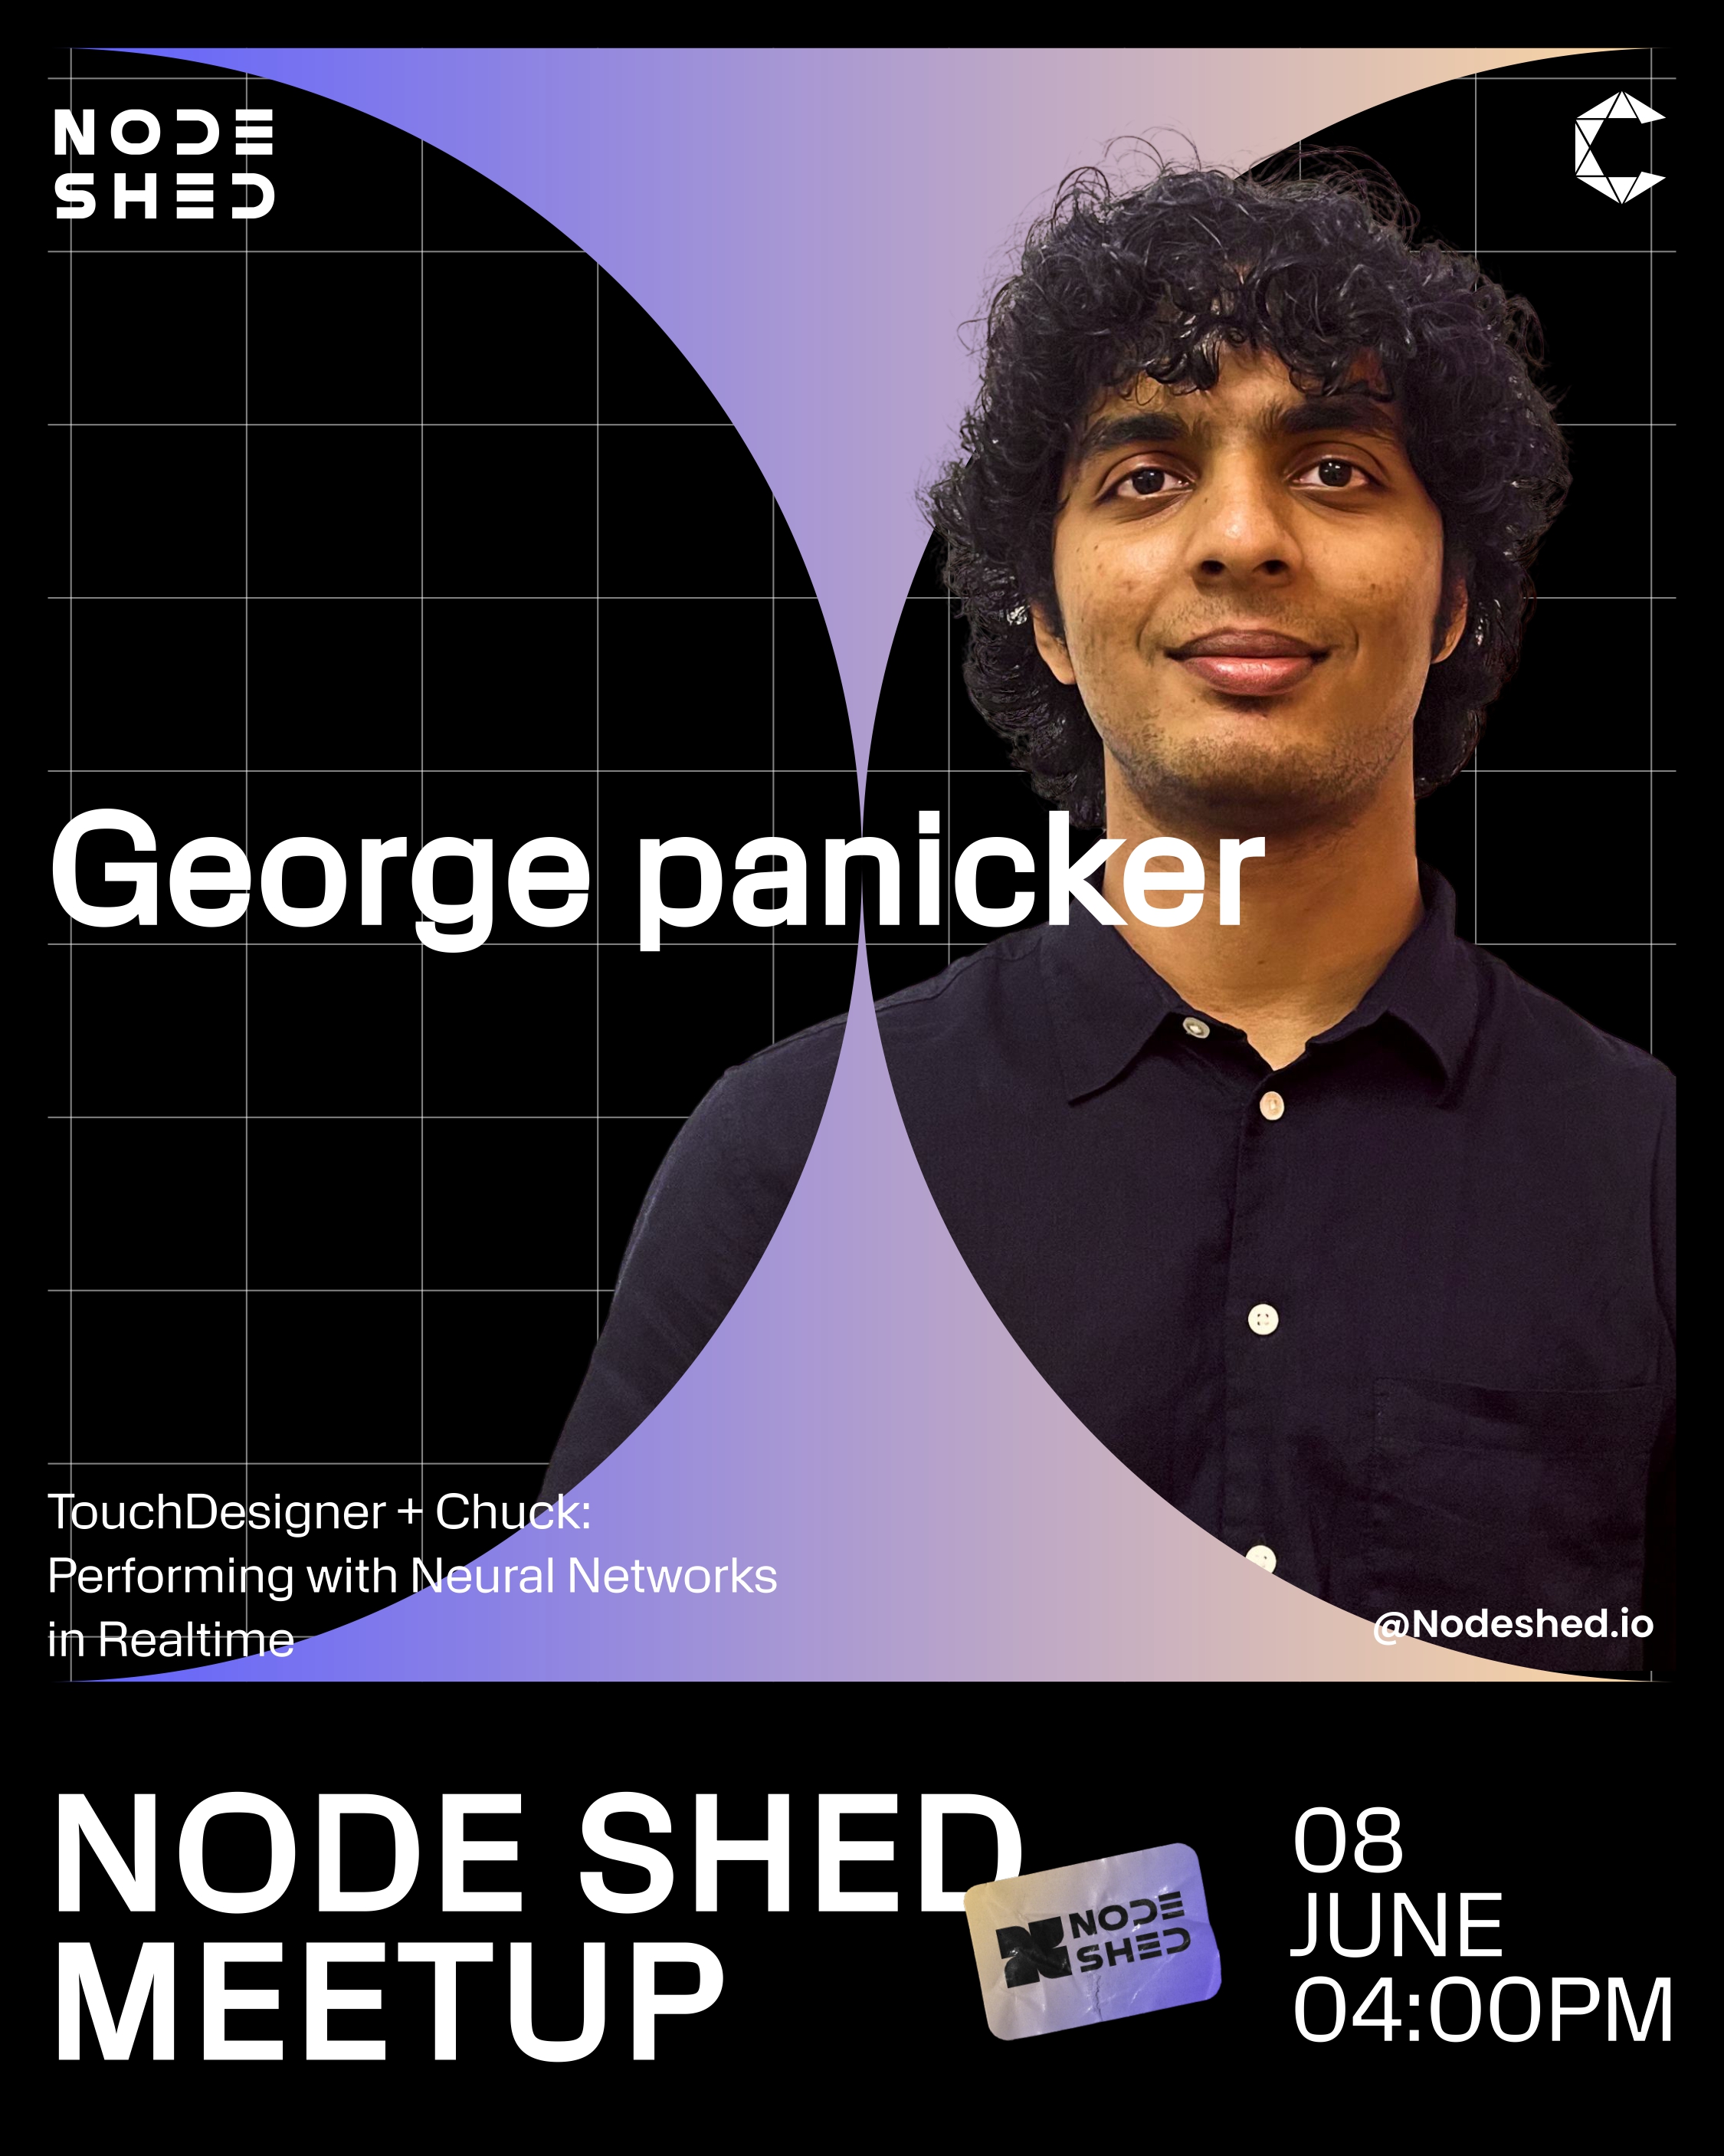 NODE
SHED
George panicker
TouchDesigner + Chuck:
Performing with Neural Networks
in Realtime
@Nodeshed.io
NODE SHED
MEETUP
NODE
SHED
08
JUNE
04:00PM